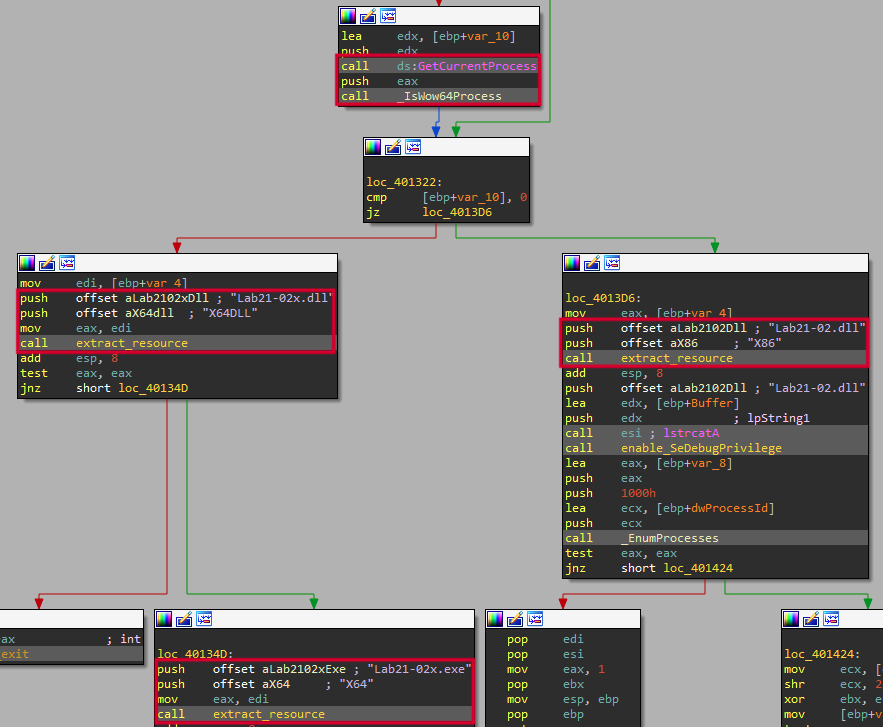 lea edx, [ebp+var_10]
push edx
call ds:GetCurrentProcess
push eax
call _IsWow64Process
loc_401322:
cmp [ebp+var_10], 0
jz loc_4013D6
mov edi, [ebp+var_4]
push offset aLab2102xDll ; "Lab21-02x.dll"
push offset aX64dll ; "X64DLL"
mov eax, edi
call extract_resource
add esp, 8
test eax, eax
jnz short loc_40134D
loc_4013D6:
mov eax, [ebp+var_4]
push offset aLab2102Dll ; "Lab21-02.dll"
push offset aX86 ; "X86"
call extract_resource
add esp, 8
push offset aLab2102Dll ; "Lab21-02.dll"
lea edx, [ebp+Buffer]
push edx ; lpString1
call esi ; lstrcatA
call enable_SeDebugPrivilege
lea eax, [ebp+var_8]
push eax
push 1000h
lea ecx, [ebp+dwProcessId]
push ecx
call _EnumProcesses
test eax, eax
jnz short loc_401424
ax ; int
exit
loc_40134D:
push offset aLab2102xExe ; "Lab21-02x.exe"
push offset aX64 ; "X64"
mov eax, edi
call extract_resource
pop edi
pop esi
mov eax, 1
pop ebx
mov esp, ebp
pop ebp
loc_401424:
mov ecx, [
shr ecx, 2
xor ebx, e
mov [ebp+v